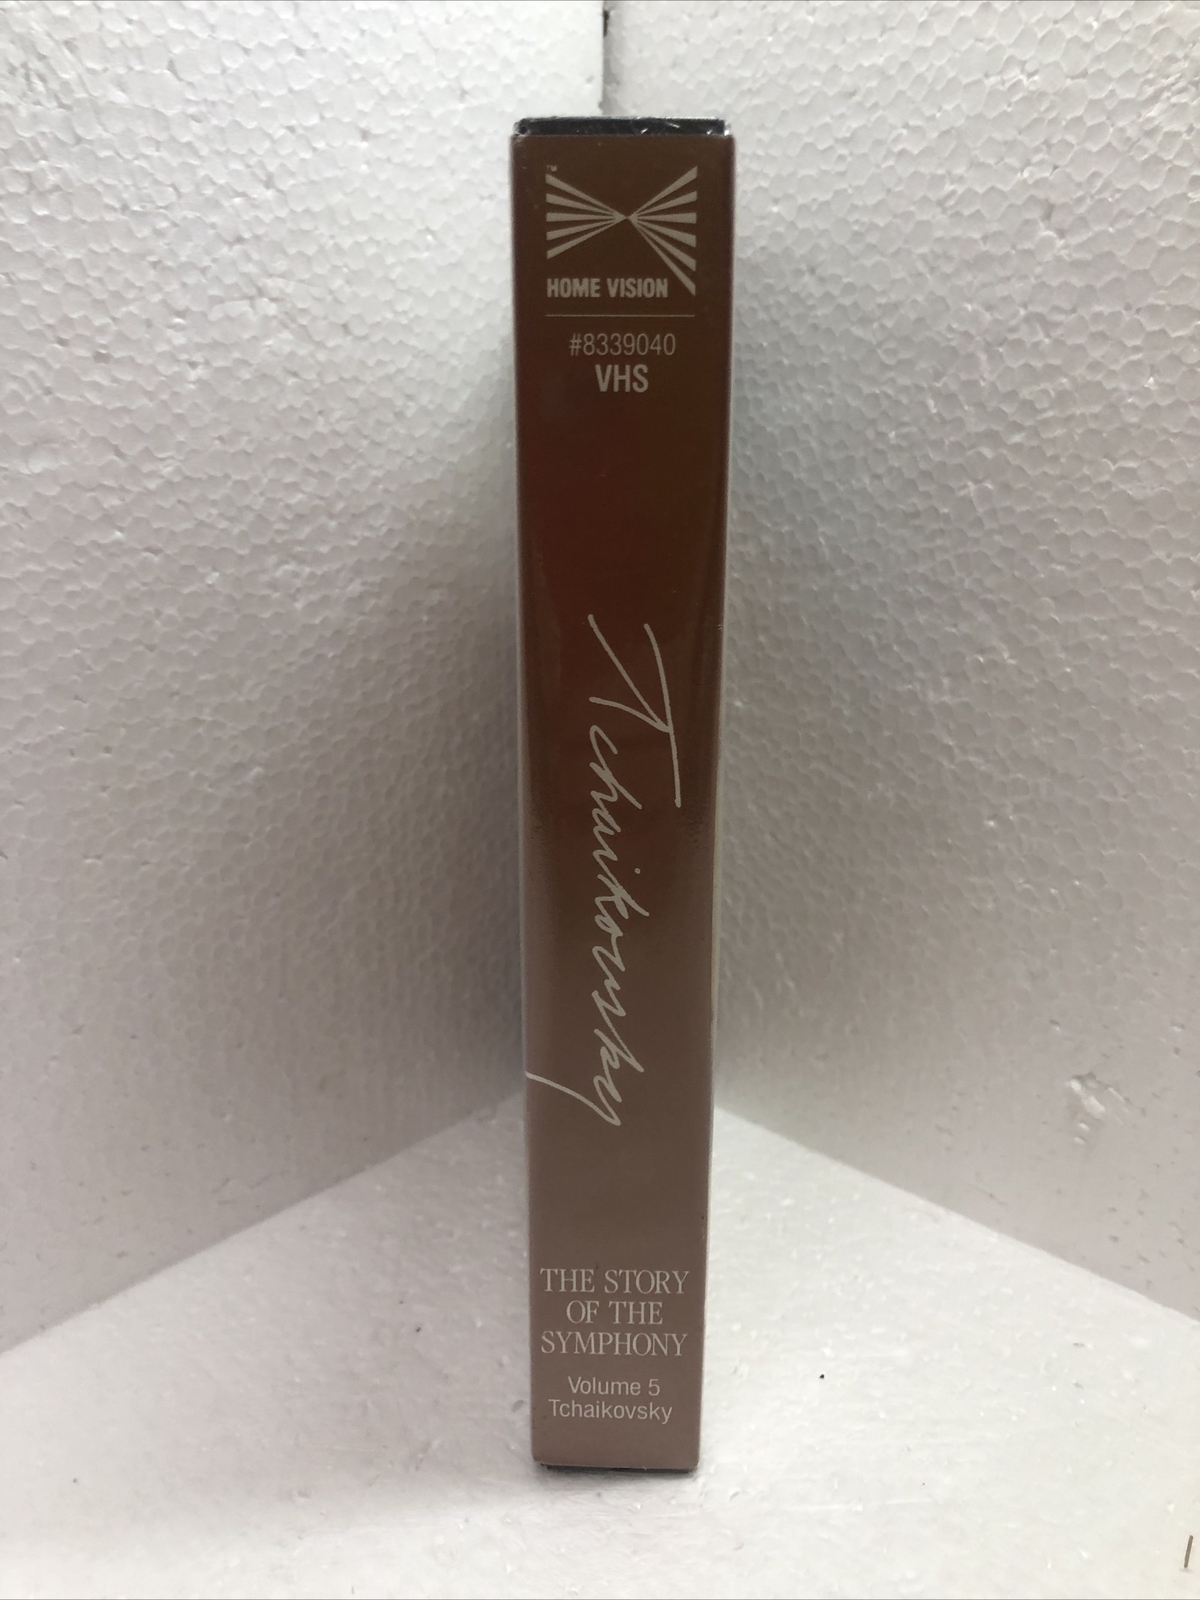 HOME VISION
#8339040
VHS
Tchaikovsky
THE STORY
OF THE
SYMPHONY
Volume 5
Tchaikovsky